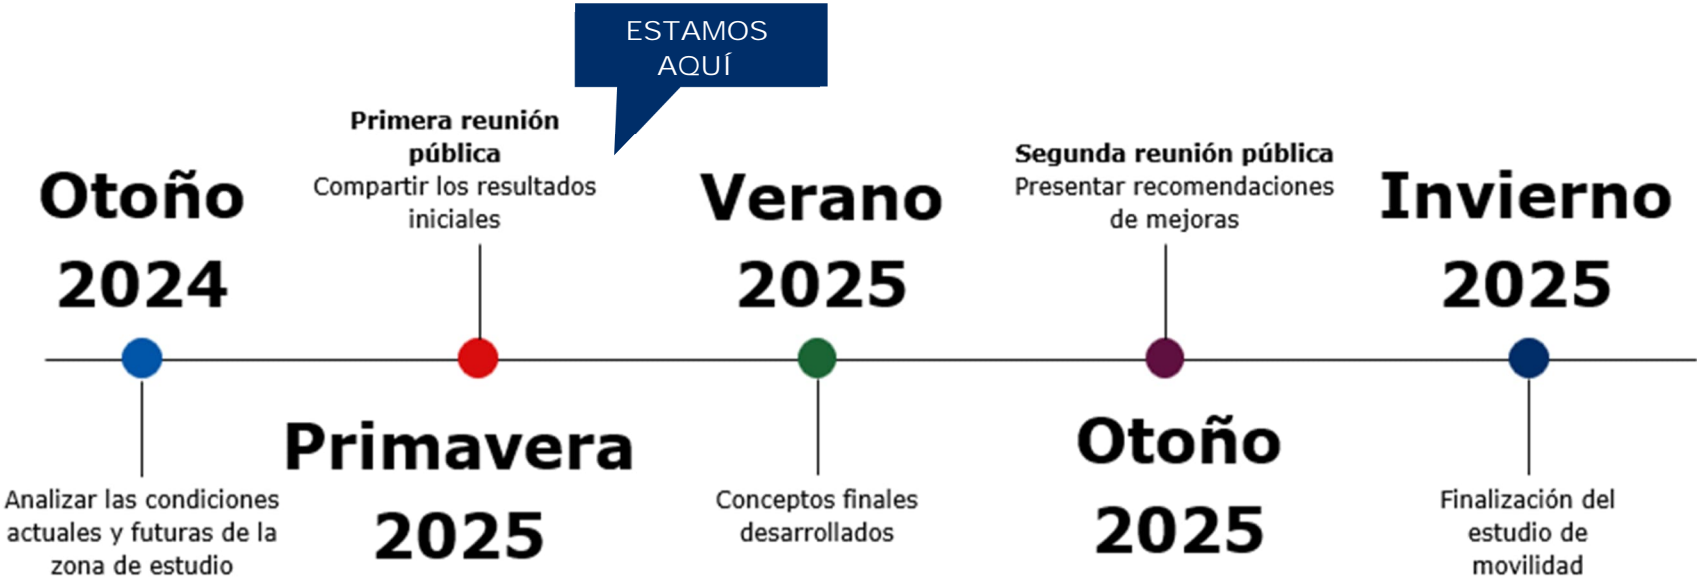 ESTAMOS
AQUÍ
Otoño
2024
Analizar las condiciones
actuales y futuras de la
zona de estudio
Primera reunión
pública
Compartir los resultados
iniciales
Primavera
2025
Verano
2025
Conceptos finales
desarrollados
Segunda reunión pública
Presentar recomendaciones
de mejoras
Otoño
2025
Invierno
2025
Finalización del
estudio de
movilidad